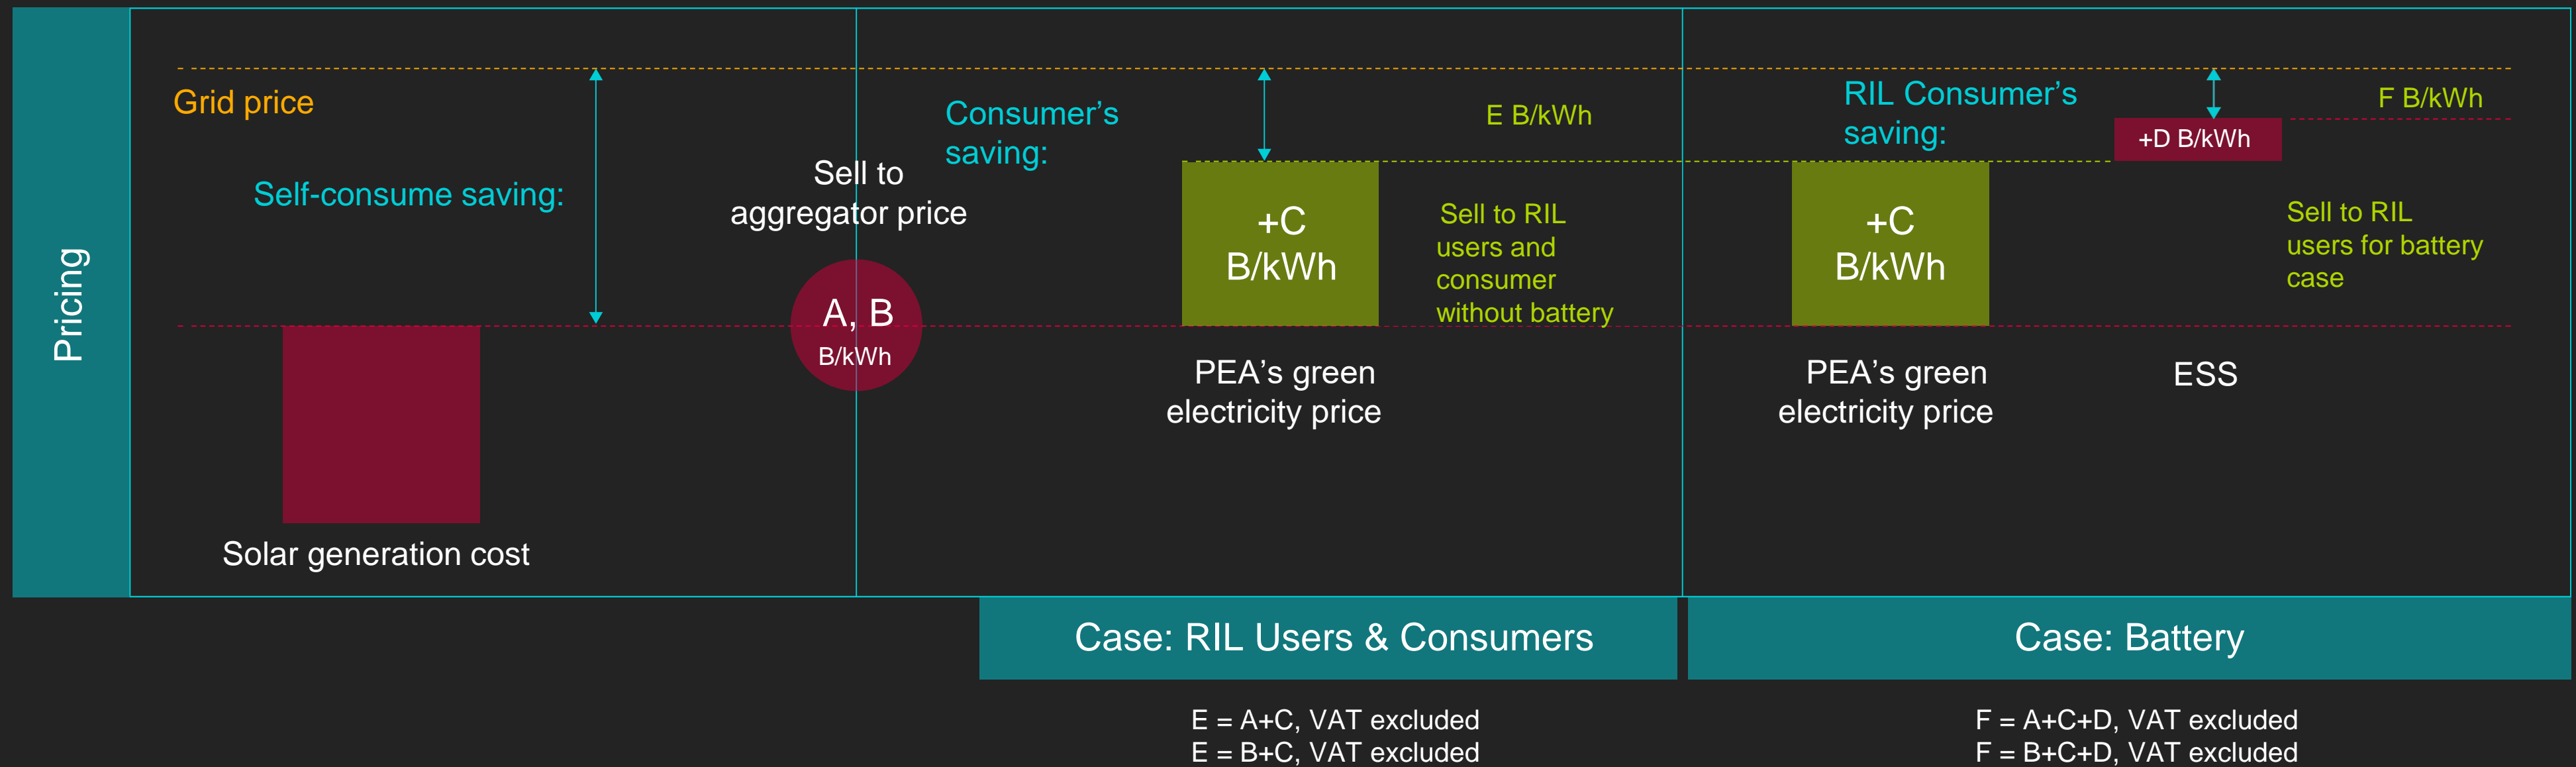 Pricing
Grid price
Self-consume saving:
Solar generation cost
Sell to
aggregator price
A, B
B/kWh
Consumer’s
saving:
+C
B/kWh
PEA’s green
electricity price
E B/kWh
Sell to RIL
users and
consumer
without battery
RIL Consumer’s
saving:
+C
B/kWh
PEA’s green
electricity price
+D B/kWh
ESS
F B/kWh
Sell to RIL
users for battery
case
Case: RIL Users & Consumers
E = A+C, VAT excluded
E = B+C, VAT excluded
Case: Battery
F = A+C+D, VAT excluded
F = B+C+D, VAT excluded